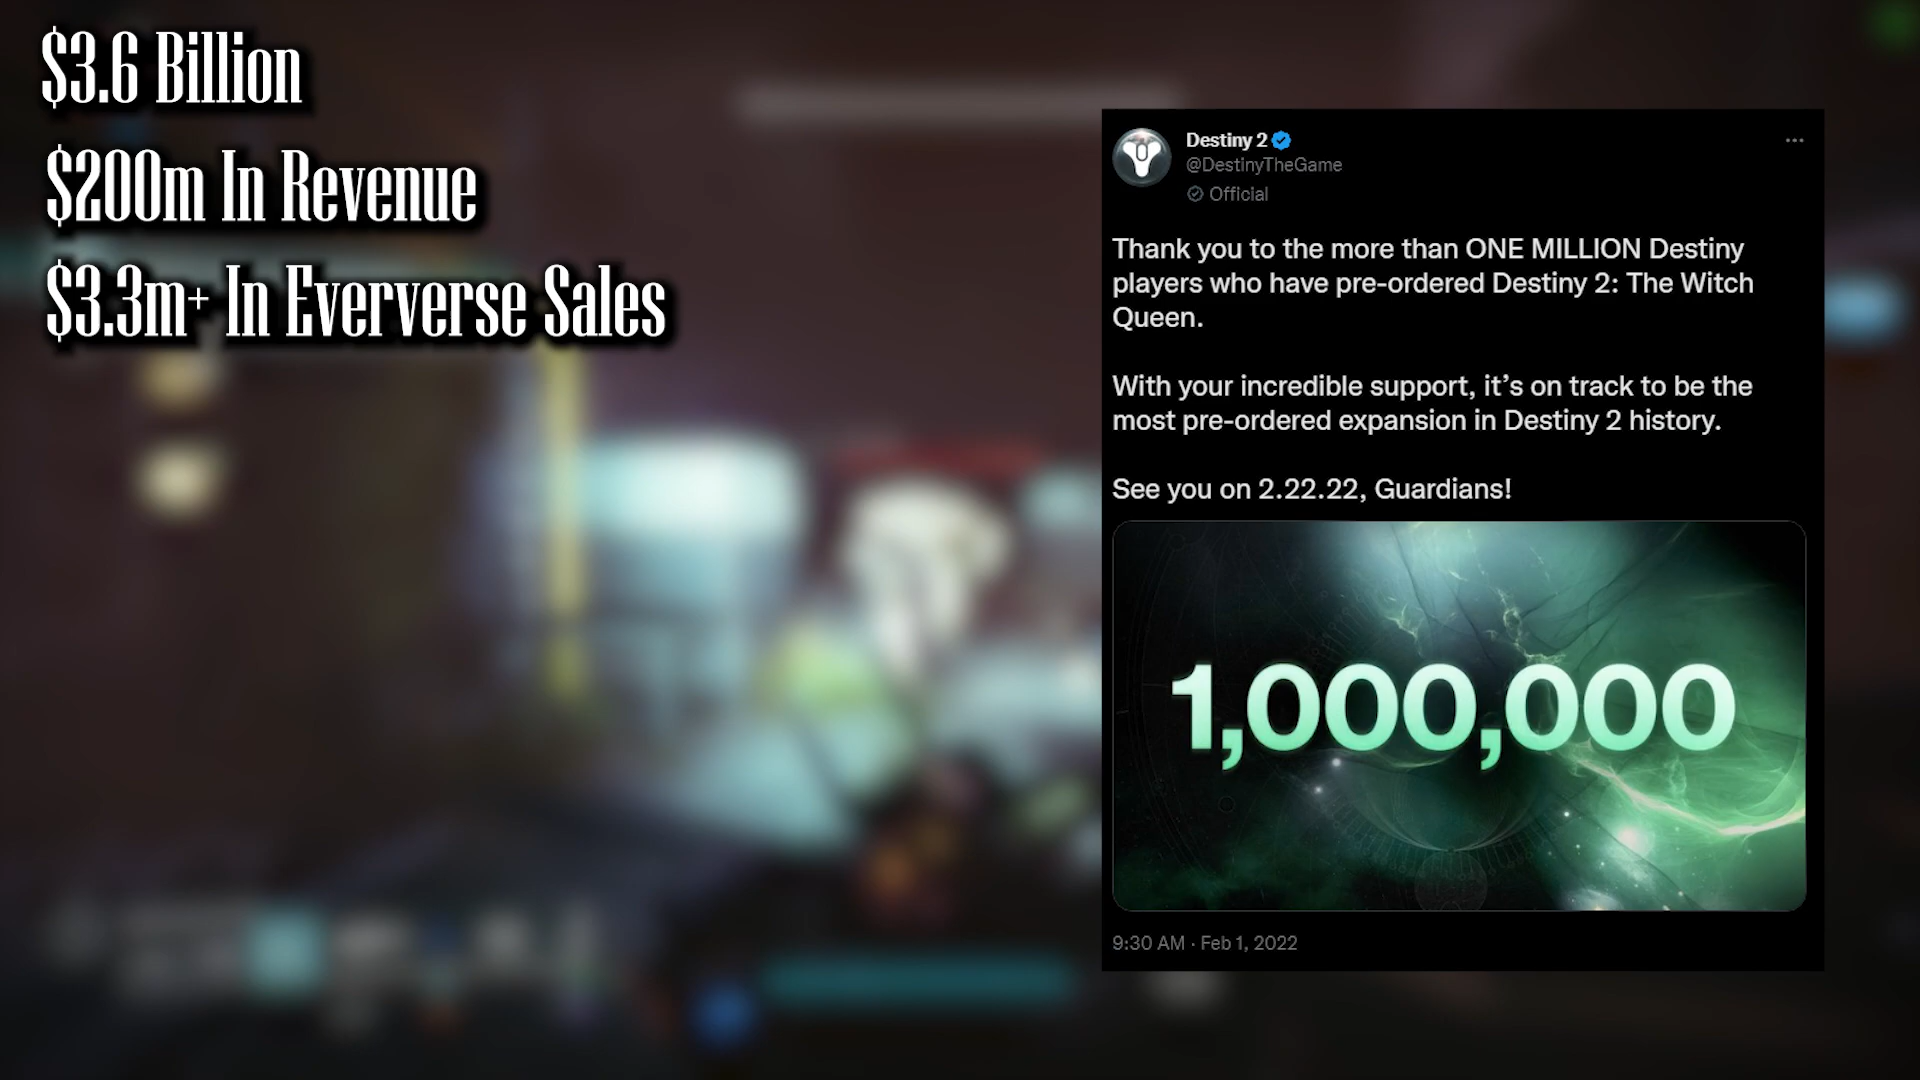 $3.6 Billion
$200m In Revenue
$3.3m+ In Ververse Sales
Destiny 2
@DestinyTheGame
Official
Thank you to the more than ONE MILLION Destiny
players who have pre-ordered Destiny 2: The Witch
Queen.
With your incredible support, it’s on track to be the
most pre-ordered expansion in Destiny 2 history.
See you on 2.22.22, Guardians!
1,000,000
9:30 AM · Feb 1, 2022